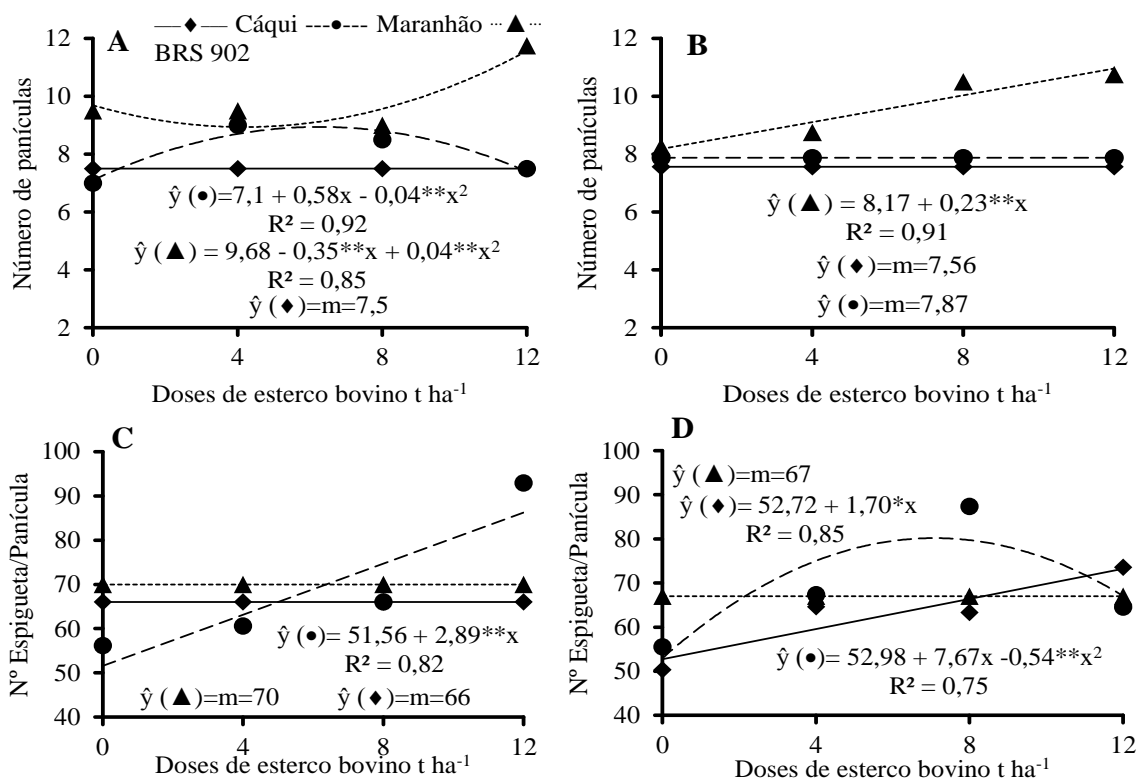 Cáqui Maranhão
BRS 902
A
Número de panículas
12
10
8
6
4
2
ŷ (●)=7,1 + 0,58x - 0,04**x²
R² = 0,92
ŷ (▲) = 9,68 - 0,35**x + 0,04**x²
R² = 0,85
ŷ (♦)=m=7,5
0 4 8 12
Doses de esterco bovino t ha⁻¹
B
Número de panículas
12
10
8
6
4
2
ŷ (▲) = 8,17 + 0,23**x
R² = 0,91
ŷ (♦)=m=7,56
ŷ (●)=m=7,87
0 4 8 12
Doses de esterco bovino t ha⁻¹
C
Nº Espigueta/Panícula
100
90
80
70
60
50
40
ŷ (●)= 51,56 + 2,89**x
R² = 0,82
ŷ (▲)=m=70 ŷ (♦)=m=66
0 4 8 12
Doses de esterco bovino t ha⁻¹
D
Nº Espigueta/Panícula
100
90
80
70
60
50
40
ŷ (▲)=m=67
ŷ (♦)= 52,72 + 1,70*x
R² = 0,85
ŷ (●)= 52,98 + 7,67x -0,54**x²
R² = 0,75
0 4 8 12
Doses de esterco bovino t ha⁻¹